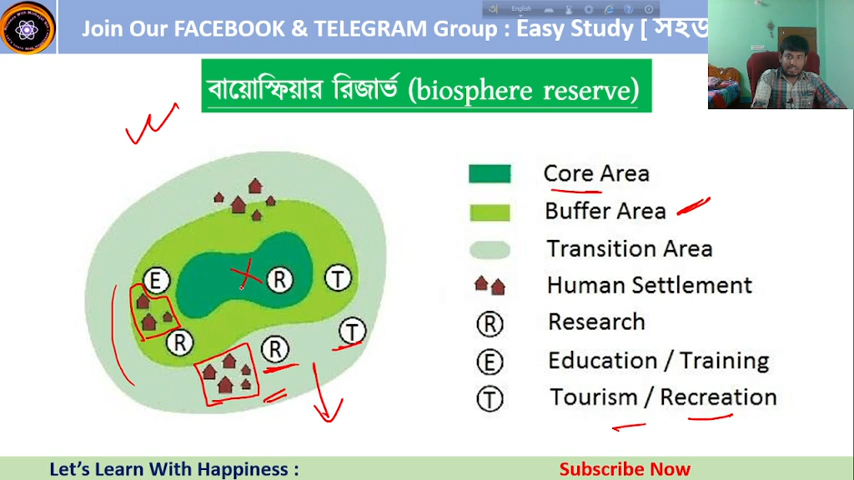 Join Our FACEBOOK & TELEGRAM Group : Easy Study [ সহজ
English
বায়োস্ফিয়ার রিজার্ভ (biosphere reserve)
Core Area
Buffer Area
Transition Area
Human Settlement
E
R
T
R Research
R
R
T
E Education / Training
T Tourism / Recreation
Let's Learn With Happiness :
Subscribe Now